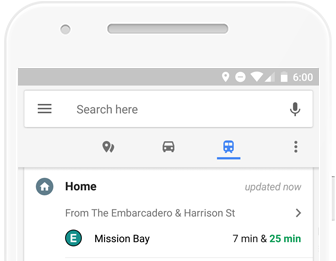 6:00
Search here
Home updated now
From The Embarcadero & Harrison St
E Mission Bay 7 min & 25 min